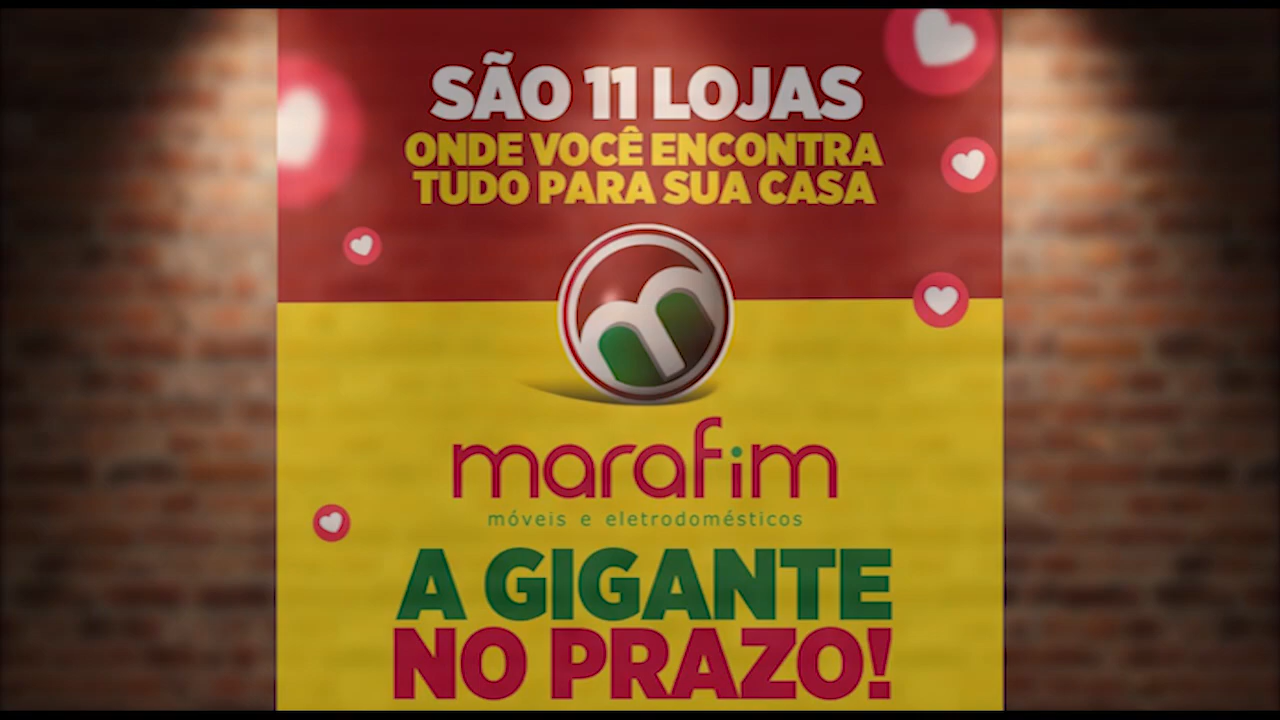 SÃO 11 LOJAS
ONDE VOCÊ ENCONTRA
TUDO PARA SUA CASA
m
marafim
móveis e eletrodomésticos
A GIGANTE
NO PRAZO!